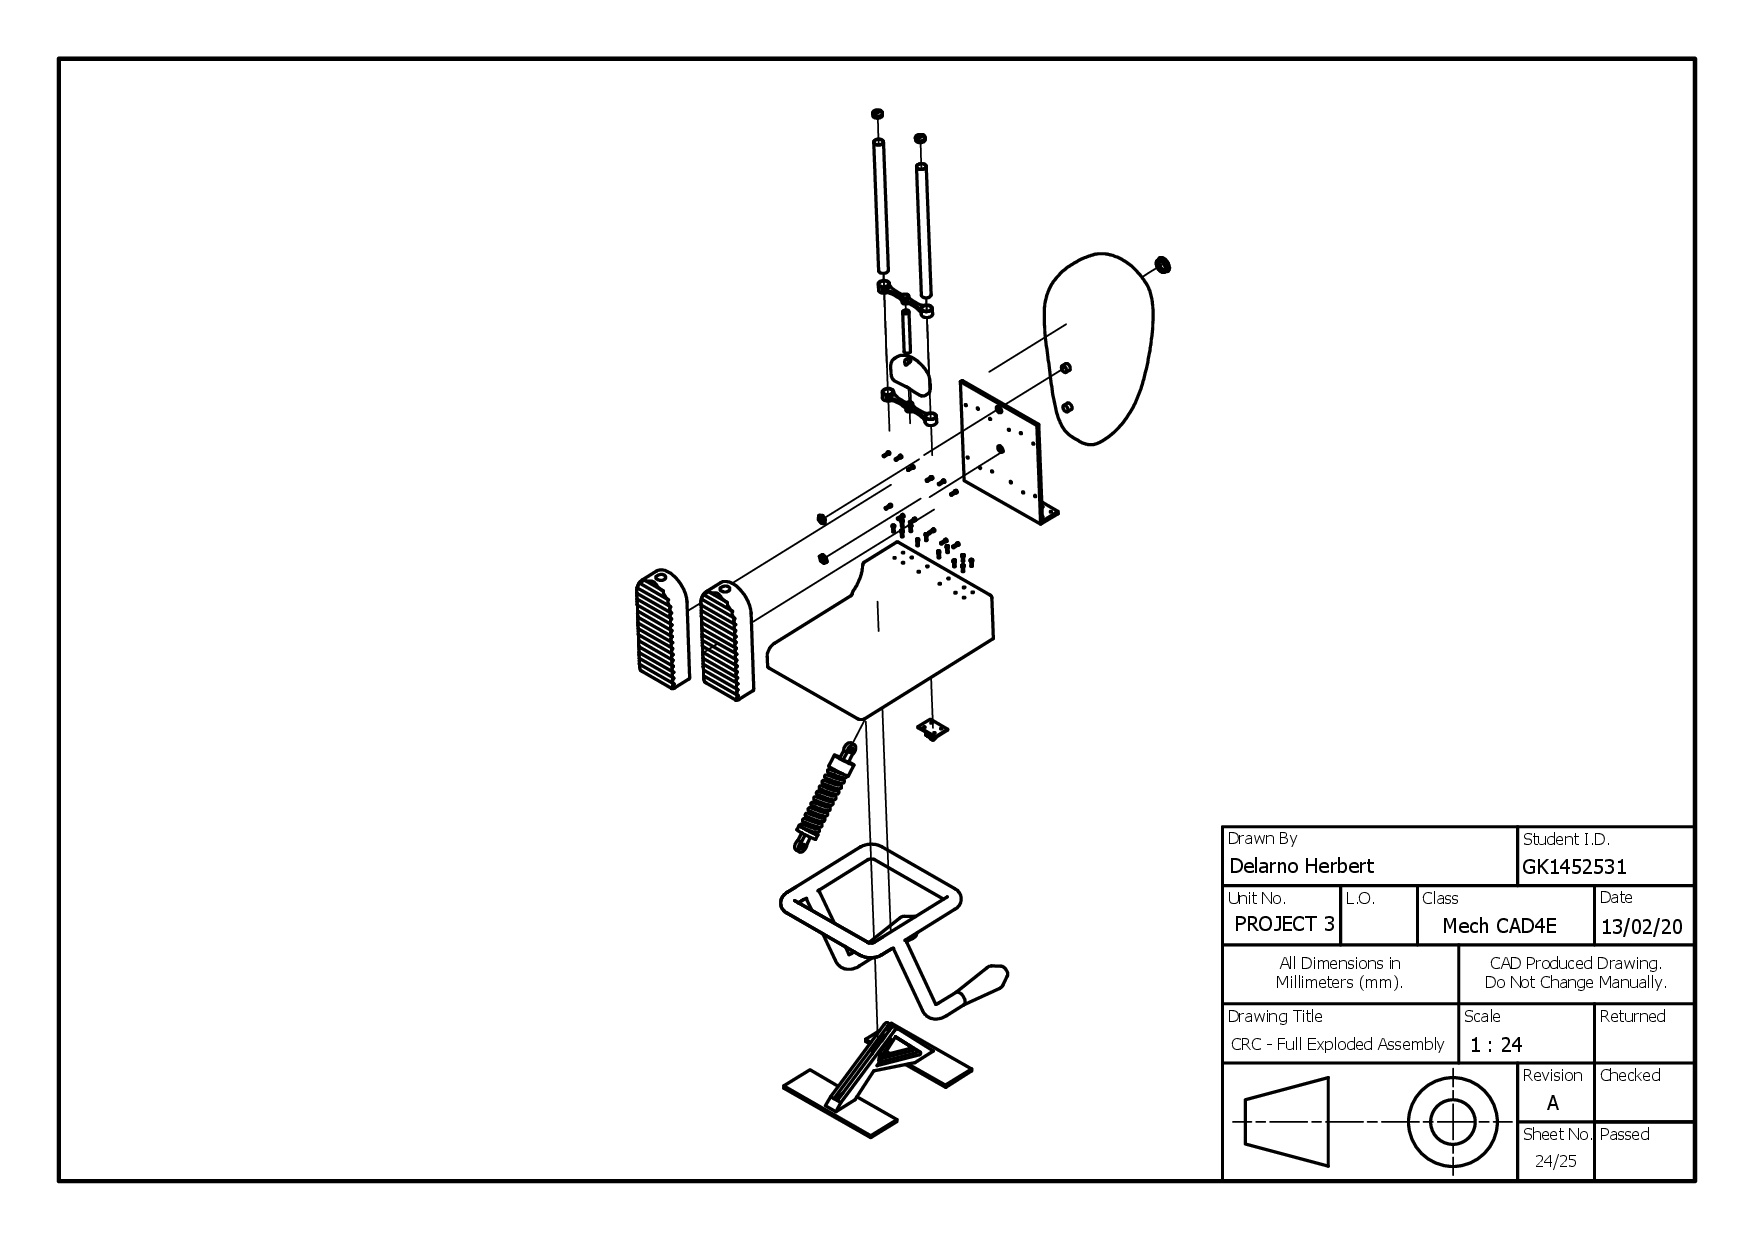 Drawn By
Delarno Herbert
Student I.D.
GK1452531
Unit No.
PROJECT 3
L.O.
Class
Mech CAD4E
Date
13/02/20
All Dimensions in
Millimeters (mm).
CAD Produced Drawing.
Do Not Change Manually.
Drawing Title
CRC - Full Exploded Assembly
Scale
1 : 24
Returned
Revision
A
Checked
Sheet No.
24/25
Passed